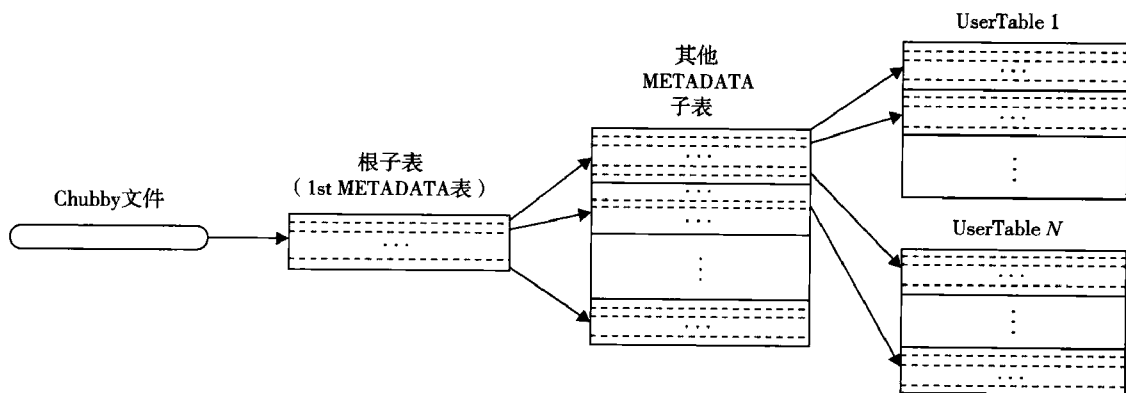 Chubby文件
根子表
（1st METADATA表）
其他
METADATA
子表
UserTable 1
UserTable N